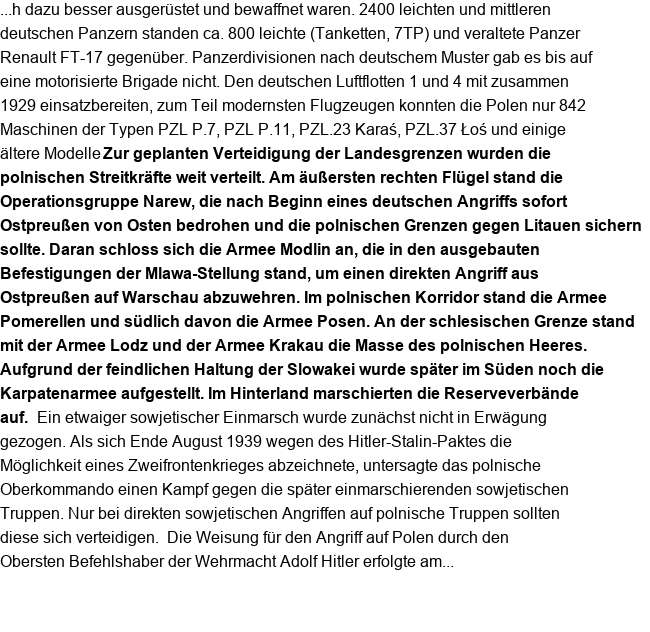 ...h dazu besser ausgerüstet und bewaffnet waren. 2400 leichten und mittleren
deutschen Panzern standen ca. 800 leichte (Tanketten, 7TP) und veraltete Panzer
Renault FT-17 gegenüber. Panzerdivisionen nach deutschem Muster gab es bis auf
eine motorisierte Brigade nicht. Den deutschen Luftflotten 1 und 4 mit zusammen
1929 einsatzbereiten, zum Teil modernsten Flugzeugen konnten die Polen nur 842
Maschinen der Typen PZL P.7, PZL P.11, PZL.23 Karaś, PZL.37 Łoś und einige
ältere Modelle Zur geplanten Verteidigung der Landesgrenzen wurden die
polnischen Streitkräfte weit verteilt. Am äußersten rechten Flügel stand die
Operationsgruppe Narew, die nach Beginn eines deutschen Angriffs sofort
Ostpreußen von Osten bedrohen und die polnischen Grenzen gegen Litauen sichern
sollte. Daran schloss sich die Armee Modlin an, die in den ausgebauten
Befestigungen der Mlawa-Stellung stand, um einen direkten Angriff aus
Ostpreußen auf Warschau abzuwehren. Im polnischen Korridor stand die Armee
Pomerellen und südlich davon die Armee Posen. An der schlesischen Grenze stand
mit der Armee Lodz und der Armee Krakau die Masse des polnischen Heeres.
Aufgrund der feindlichen Haltung der Slowakei wurde später im Süden noch die
Karpatenarmee aufgestellt. Im Hinterland marschierten die Reserveverbände
auf.  Ein etwaiger sowjetischer Einmarsch wurde zunächst nicht in Erwägung
gezogen. Als sich Ende August 1939 wegen des Hitler-Stalin-Paktes die
Möglichkeit eines Zweifrontenkrieges abzeichnete, untersagte das polnische
Oberkommando einen Kampf gegen die später einmarschierenden sowjetischen
Truppen. Nur bei direkten sowjetischen Angriffen auf polnische Truppen sollten
diese sich verteidigen.  Die Weisung für den Angriff auf Polen durch den
Obersten Befehlshaber der Wehrmacht Adolf Hitler erfolgte am...